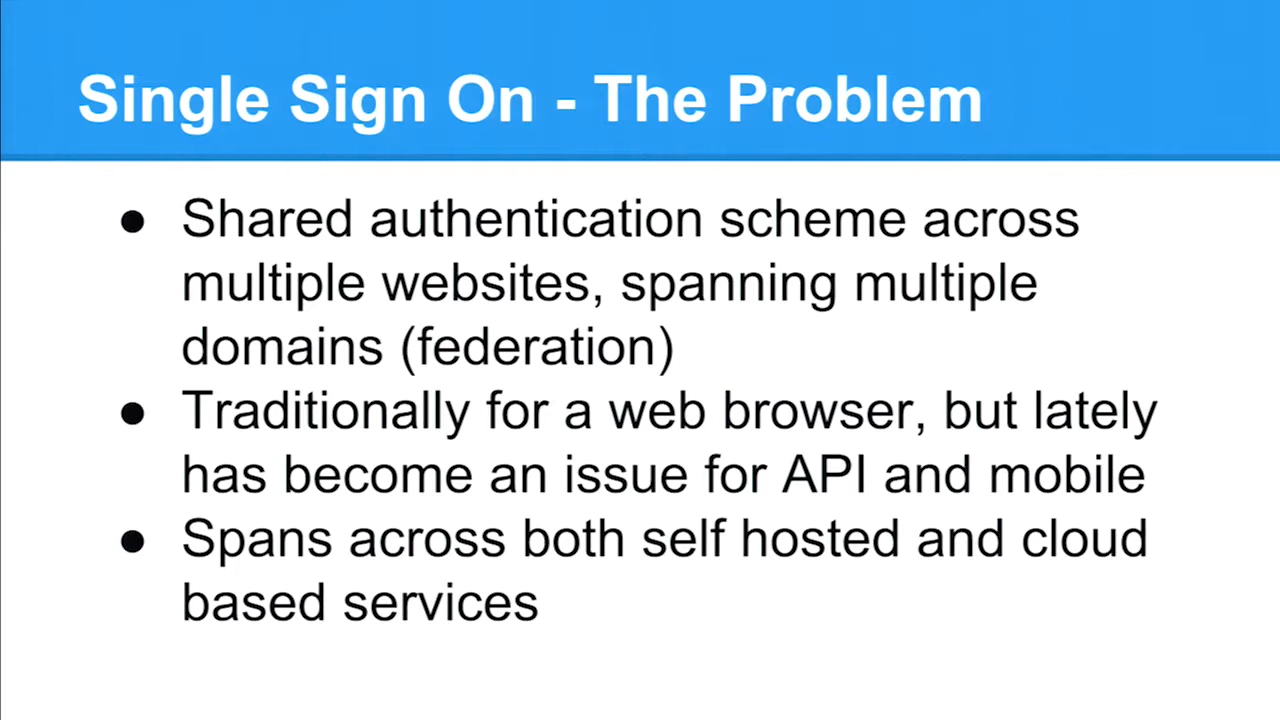 Single Sign On - The Problem
● Shared authentication scheme across
multiple websites, spanning multiple
domains (federation)
● Traditionally for a web browser, but lately
has become an issue for API and mobile
● Spans across both self hosted and cloud
based services